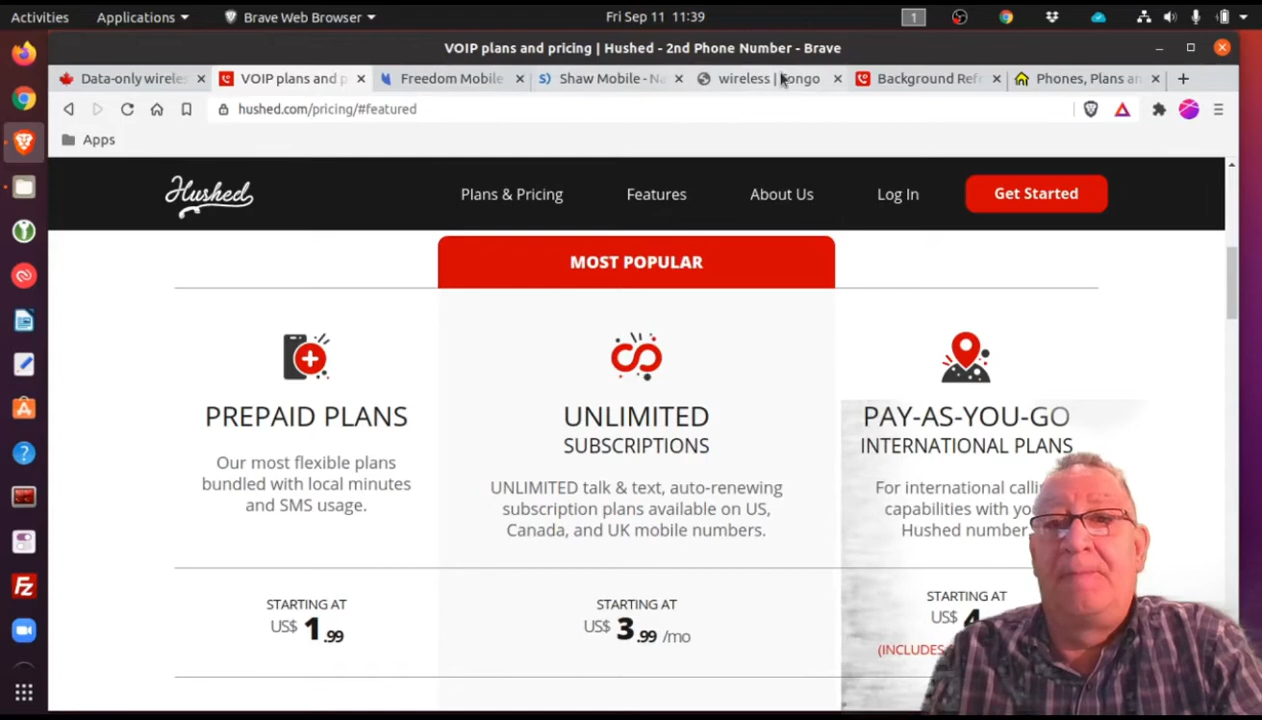 Activities
Applications
Brave Web Browser
Fri Sep 11 11:39
1
VOIP plans and pricing | Hushed - 2nd Phone Number - Brave
Data-only wirele
VOIP plans and p
Freedom Mobile
Shaw Mobile - Na
wireless | ongo
Background Refr
Phones, Plans an
hushed.com/pricing/#featured
Apps
Hushed
Plans & Pricing
Features
About Us
Log In
Get Started
MOST POPULAR
PREPAID PLANS
Our most flexible plans
bundled with local minutes
and SMS usage.
STARTING AT
US$ 1.99
UNLIMITED
SUBSCRIPTIONS
UNLIMITED talk & text, auto-renewing
subscription plans available on US,
Canada, and UK mobile numbers.
STARTING AT
US$ 3.99 /mo
PAY-AS-YOU-GO
INTERNATIONAL PLANS
For international calli
capabilities with yo
Hushed number
STARTING AT
US$ 4
(INCLUDES